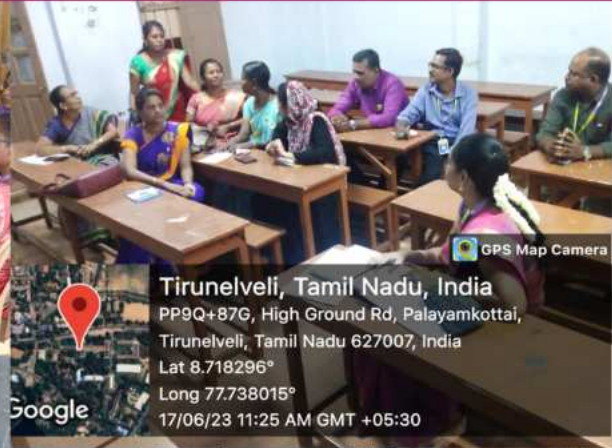 GPS Map Camera
Tirunelveli, Tamil Nadu, India
PP9Q+87G, High Ground Rd, Palayamkottai,
Tirunelveli, Tamil Nadu 627007, India
Lat 8.718296°
Long 77.738015°
17/06/23 11:25 AM GMT +05:30
Google